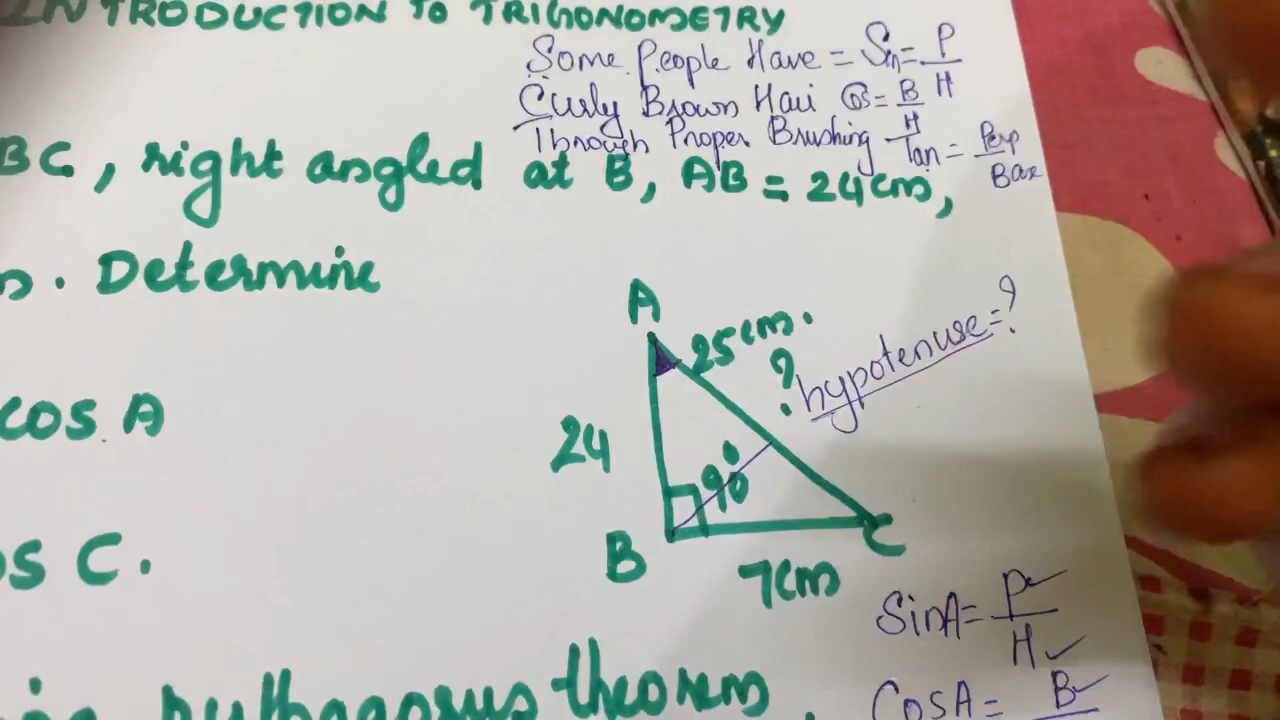 INTRODUCTION TO TRIGONOMETRY
Some People Have = Sin = P/H
Curly Brown Hair Cos = B/H
Through Proper Brushing Tan = Perp/Base
BC, right angled at B, AB = 24cm,
. Determine
A
25cm.
?
hypotenuse = ?
COS A
24
90°
B
C
7cm
OS C.
SinA = P/H
CosA = B
pythagorus theorem.